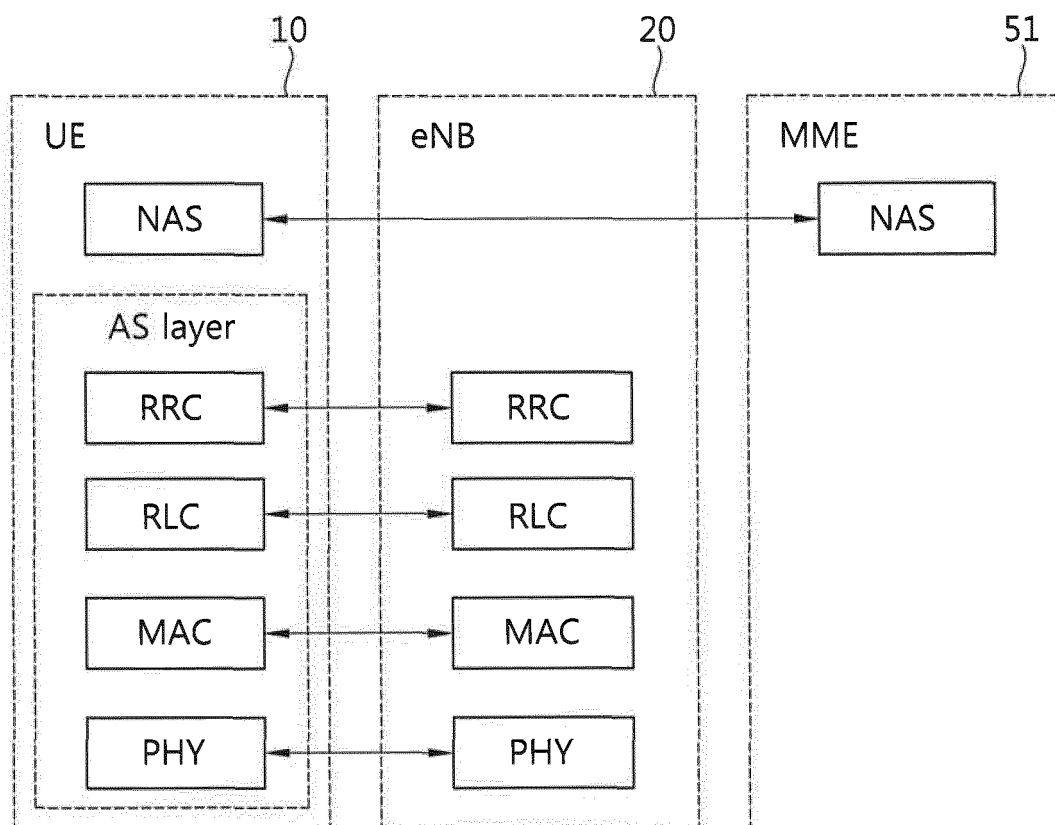 10 20 51
UE eNB MME
NAS NAS
AS layer
RRC RRC
RLC RLC
MAC MAC
PHY PHY